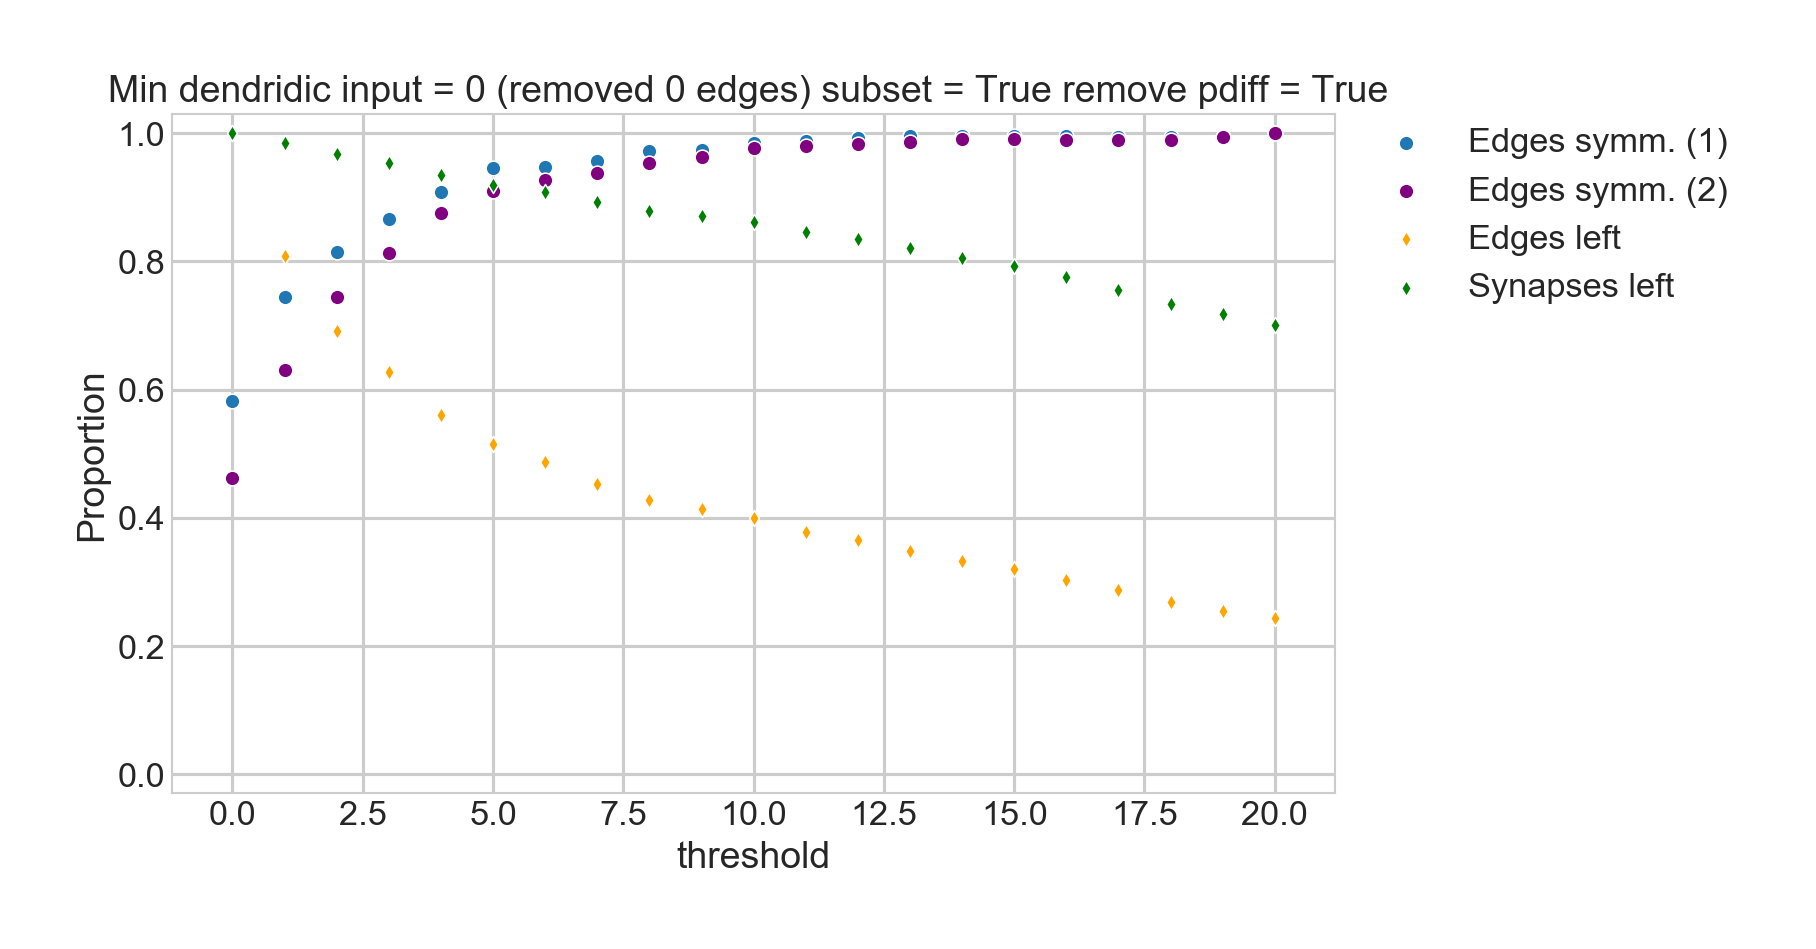 Min dendridic input = 0 (removed 0 edges) subset = True remove pdiff = True
1.0
0.8
0.6
0.4
0.2
0.0
Proportion
0.0 2.5 5.0 7.5 10.0 12.5 15.0 17.5 20.0
threshold
Edges symm. (1)
Edges symm. (2)
Edges left
Synapses left